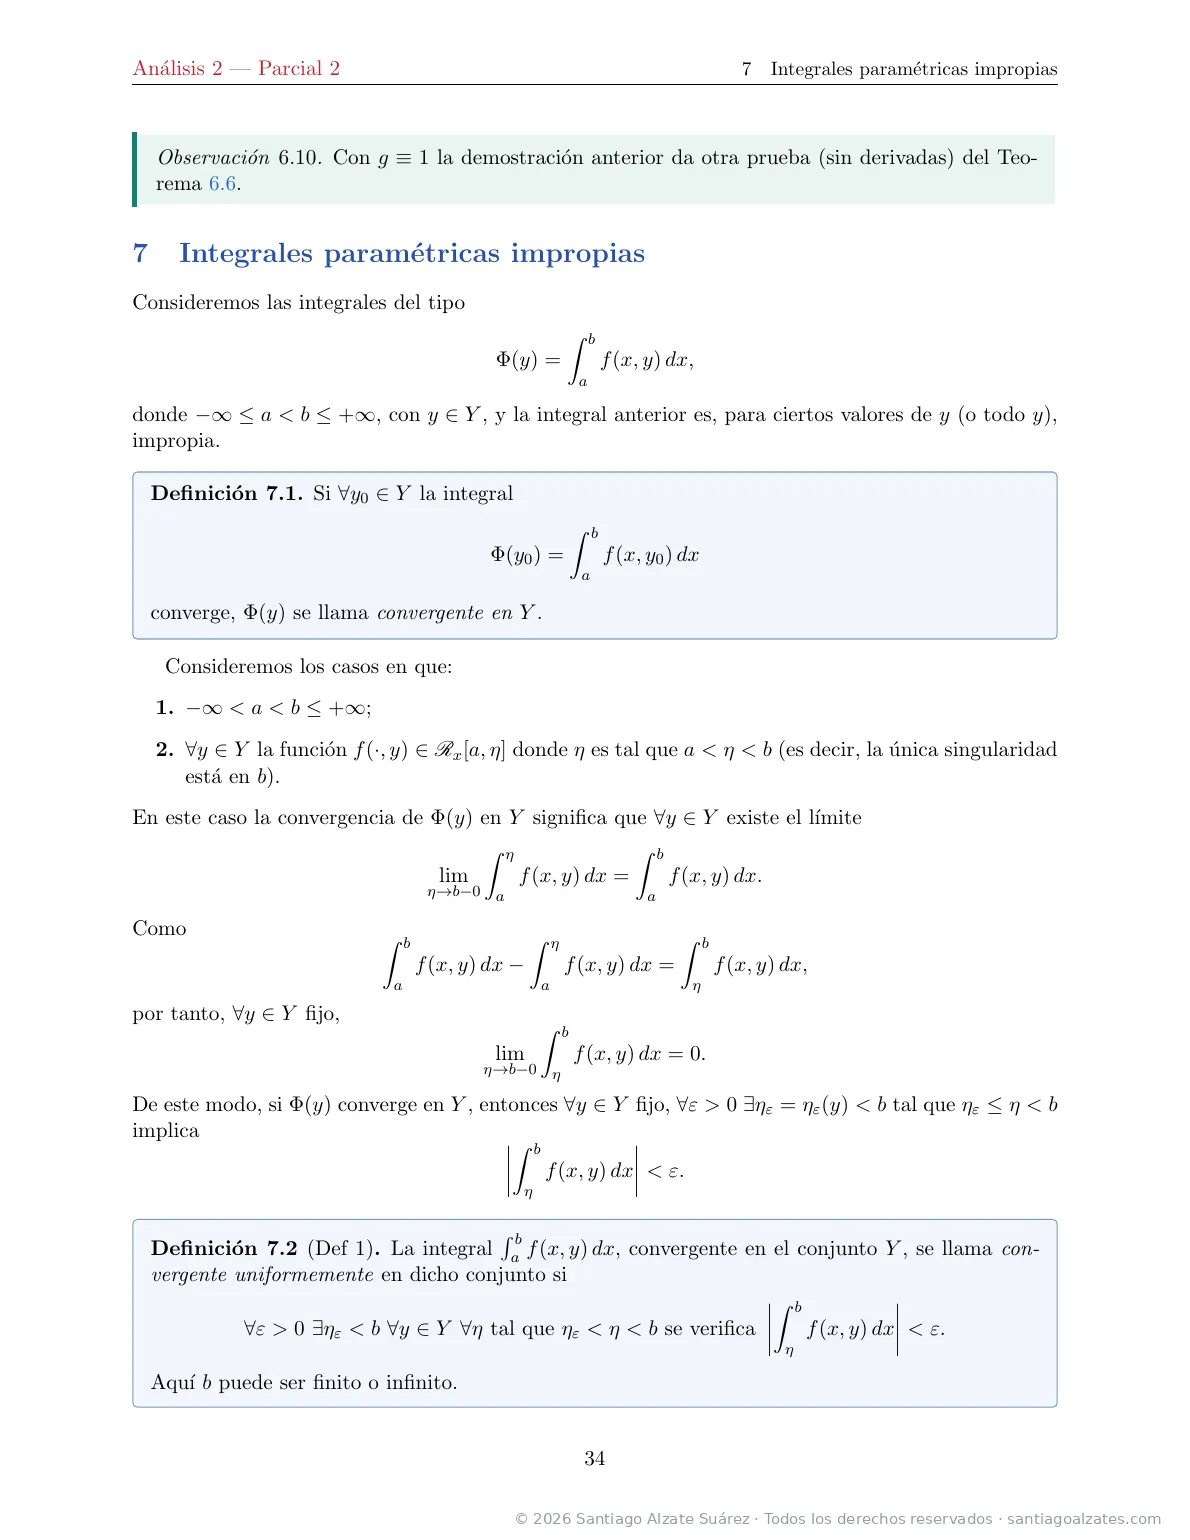 Análisis 2 — Parcial 2
7 Integrales paramétricas impropias
Observación 6.10. Con g ≡ 1 la demostración anterior da otra prueba (sin derivadas) del Teo-
rema 6.6.
7 Integrales paramétricas impropias
Consideremos las integrales del tipo
Φ(y) = ∫_a^b f(x, y) dx,
donde −∞ ≤ a < b ≤ +∞, con y ∈ Y, y la integral anterior es, para ciertos valores de y (o todo y),
impropia.
Definición 7.1. Si ∀y₀ ∈ Y la integral
Φ(y₀) = ∫_a^b f(x, y₀) dx
converge, Φ(y) se llama convergente en Y.
Consideremos los casos en que:
1. −∞ < a < b ≤ +∞;
2. ∀y ∈ Y la función f(·, y) ∈ ℛ_x[a, η] donde η es tal que a < η < b (es decir, la única singularidad
está en b).
En este caso la convergencia de Φ(y) en Y significa que ∀y ∈ Y existe el límite
lim_{η→b−0} ∫_a^η f(x, y) dx = ∫_a^b f(x, y) dx.
Como
∫_a^b f(x, y) dx − ∫_a^η f(x, y) dx = ∫_η^b f(x, y) dx,
por tanto, ∀y ∈ Y fijo,
lim_{η→b−0} ∫_η^b f(x, y) dx = 0.
De este modo, si Φ(y) converge en Y, entonces ∀y ∈ Y fijo, ∀ε > 0 ∃η_ε = η_ε(y) < b tal que η_ε ≤ η < b
implica
|∫_η^b f(x, y) dx| < ε.
Definición 7.2 (Def 1). La integral ∫_a^b f(x, y) dx, convergente en el conjunto Y, se llama con-
vergente uniformemente en dicho conjunto si
∀ε > 0 ∃η_ε < b ∀y ∈ Y ∀η tal que η_ε < η < b se verifica |∫_η^b f(x, y) dx| < ε.
Aquí b puede ser finito o infinito.
34
© 2026 Santiago Alzate Suárez · Todos los derechos reservados · santiagoalzates.com